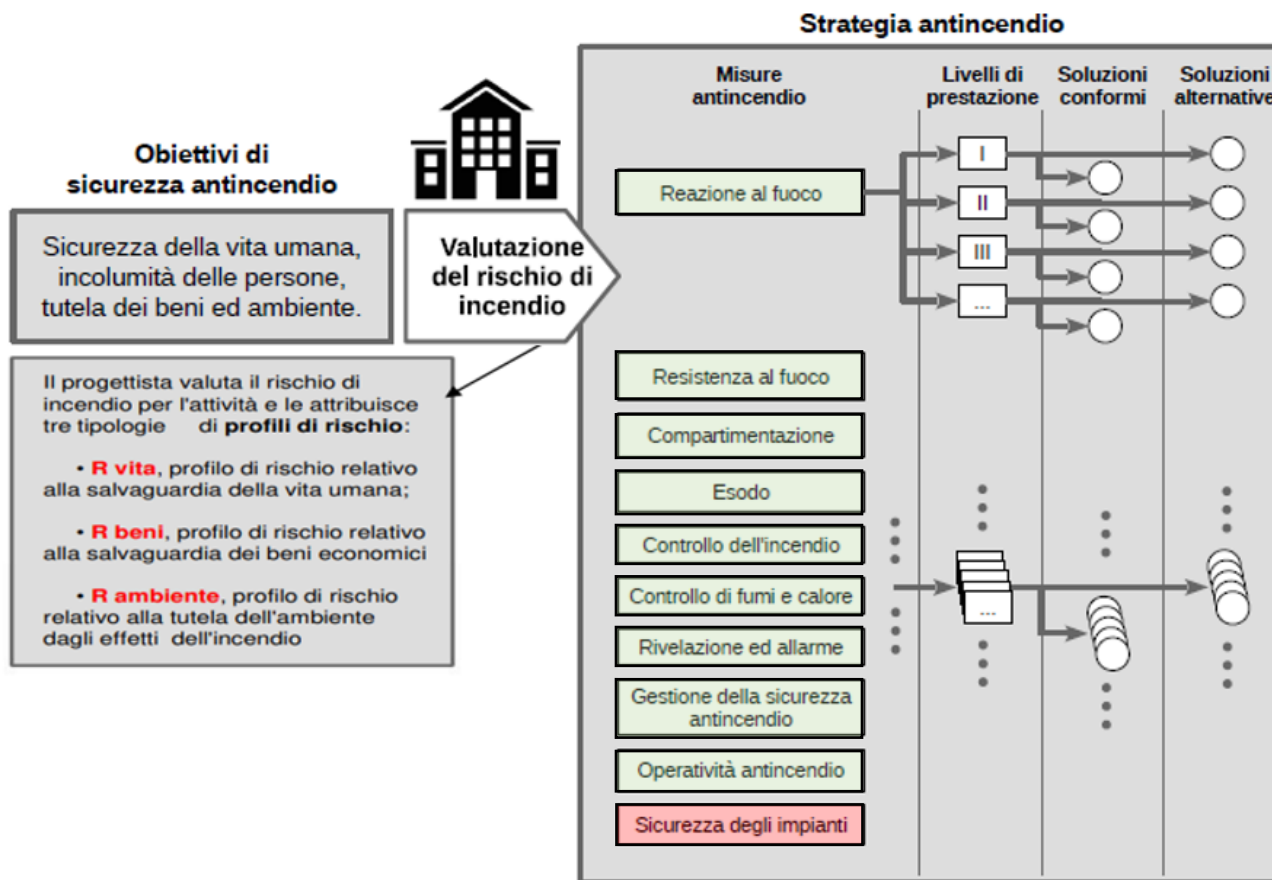 Strategia antincendio
Obiettivi di
sicurezza antincendio
Sicurezza della vita umana,
incolumità delle persone,
tutela dei beni ed ambiente.
Valutazione
del rischio di
incendio
Il progettista valuta il rischio di
incendio per l'attività e le attribuisce
tre tipologie di profili di rischio:
• R vita, profilo di rischio relativo
alla salvaguardia della vita umana;
• R beni, profilo di rischio relativo
alla salvaguardia dei beni economici
• R ambiente, profilo di rischio
relativo alla tutela dell'ambiente
dagli effetti dell'incendio
Misure
antincendio
Livelli di
prestazione
Soluzioni
conformi
Soluzioni
alternative
Reazione al fuoco
I
II
III
...
Resistenza al fuoco
Compartimentazione
Esodo
Controllo dell'incendio
Controllo di fumi e calore
...
Rivelazione ed allarme
Gestione della sicurezza
antincendio
Operatività antincendio
Sicurezza degli impianti